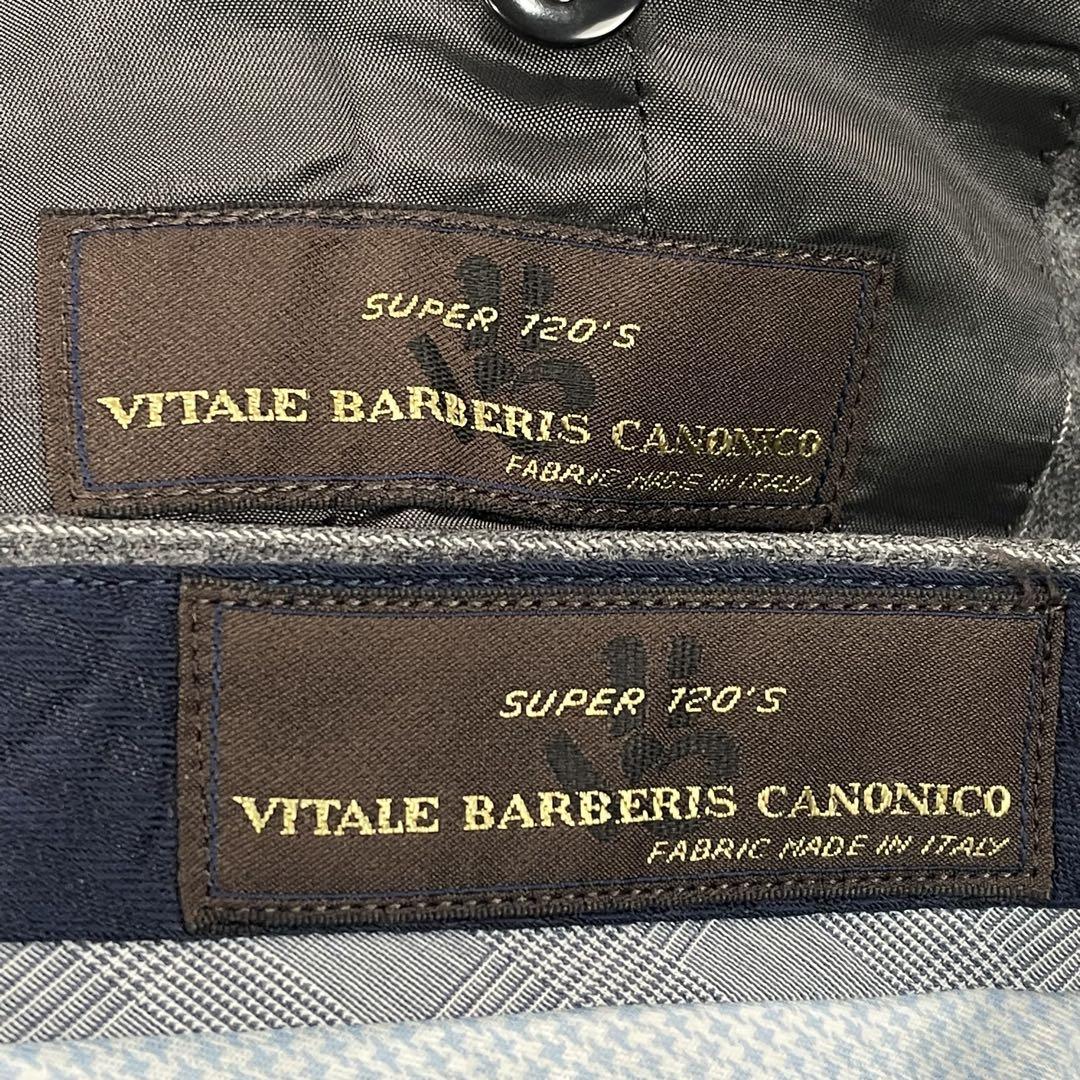 SUPER 120'S
VITALE BARBERIS CANONICO
FABRIC MADE IN ITALY
SUPER 120'S
VITALE BARBERIS CANONICO
FABRIC MADE IN ITALY